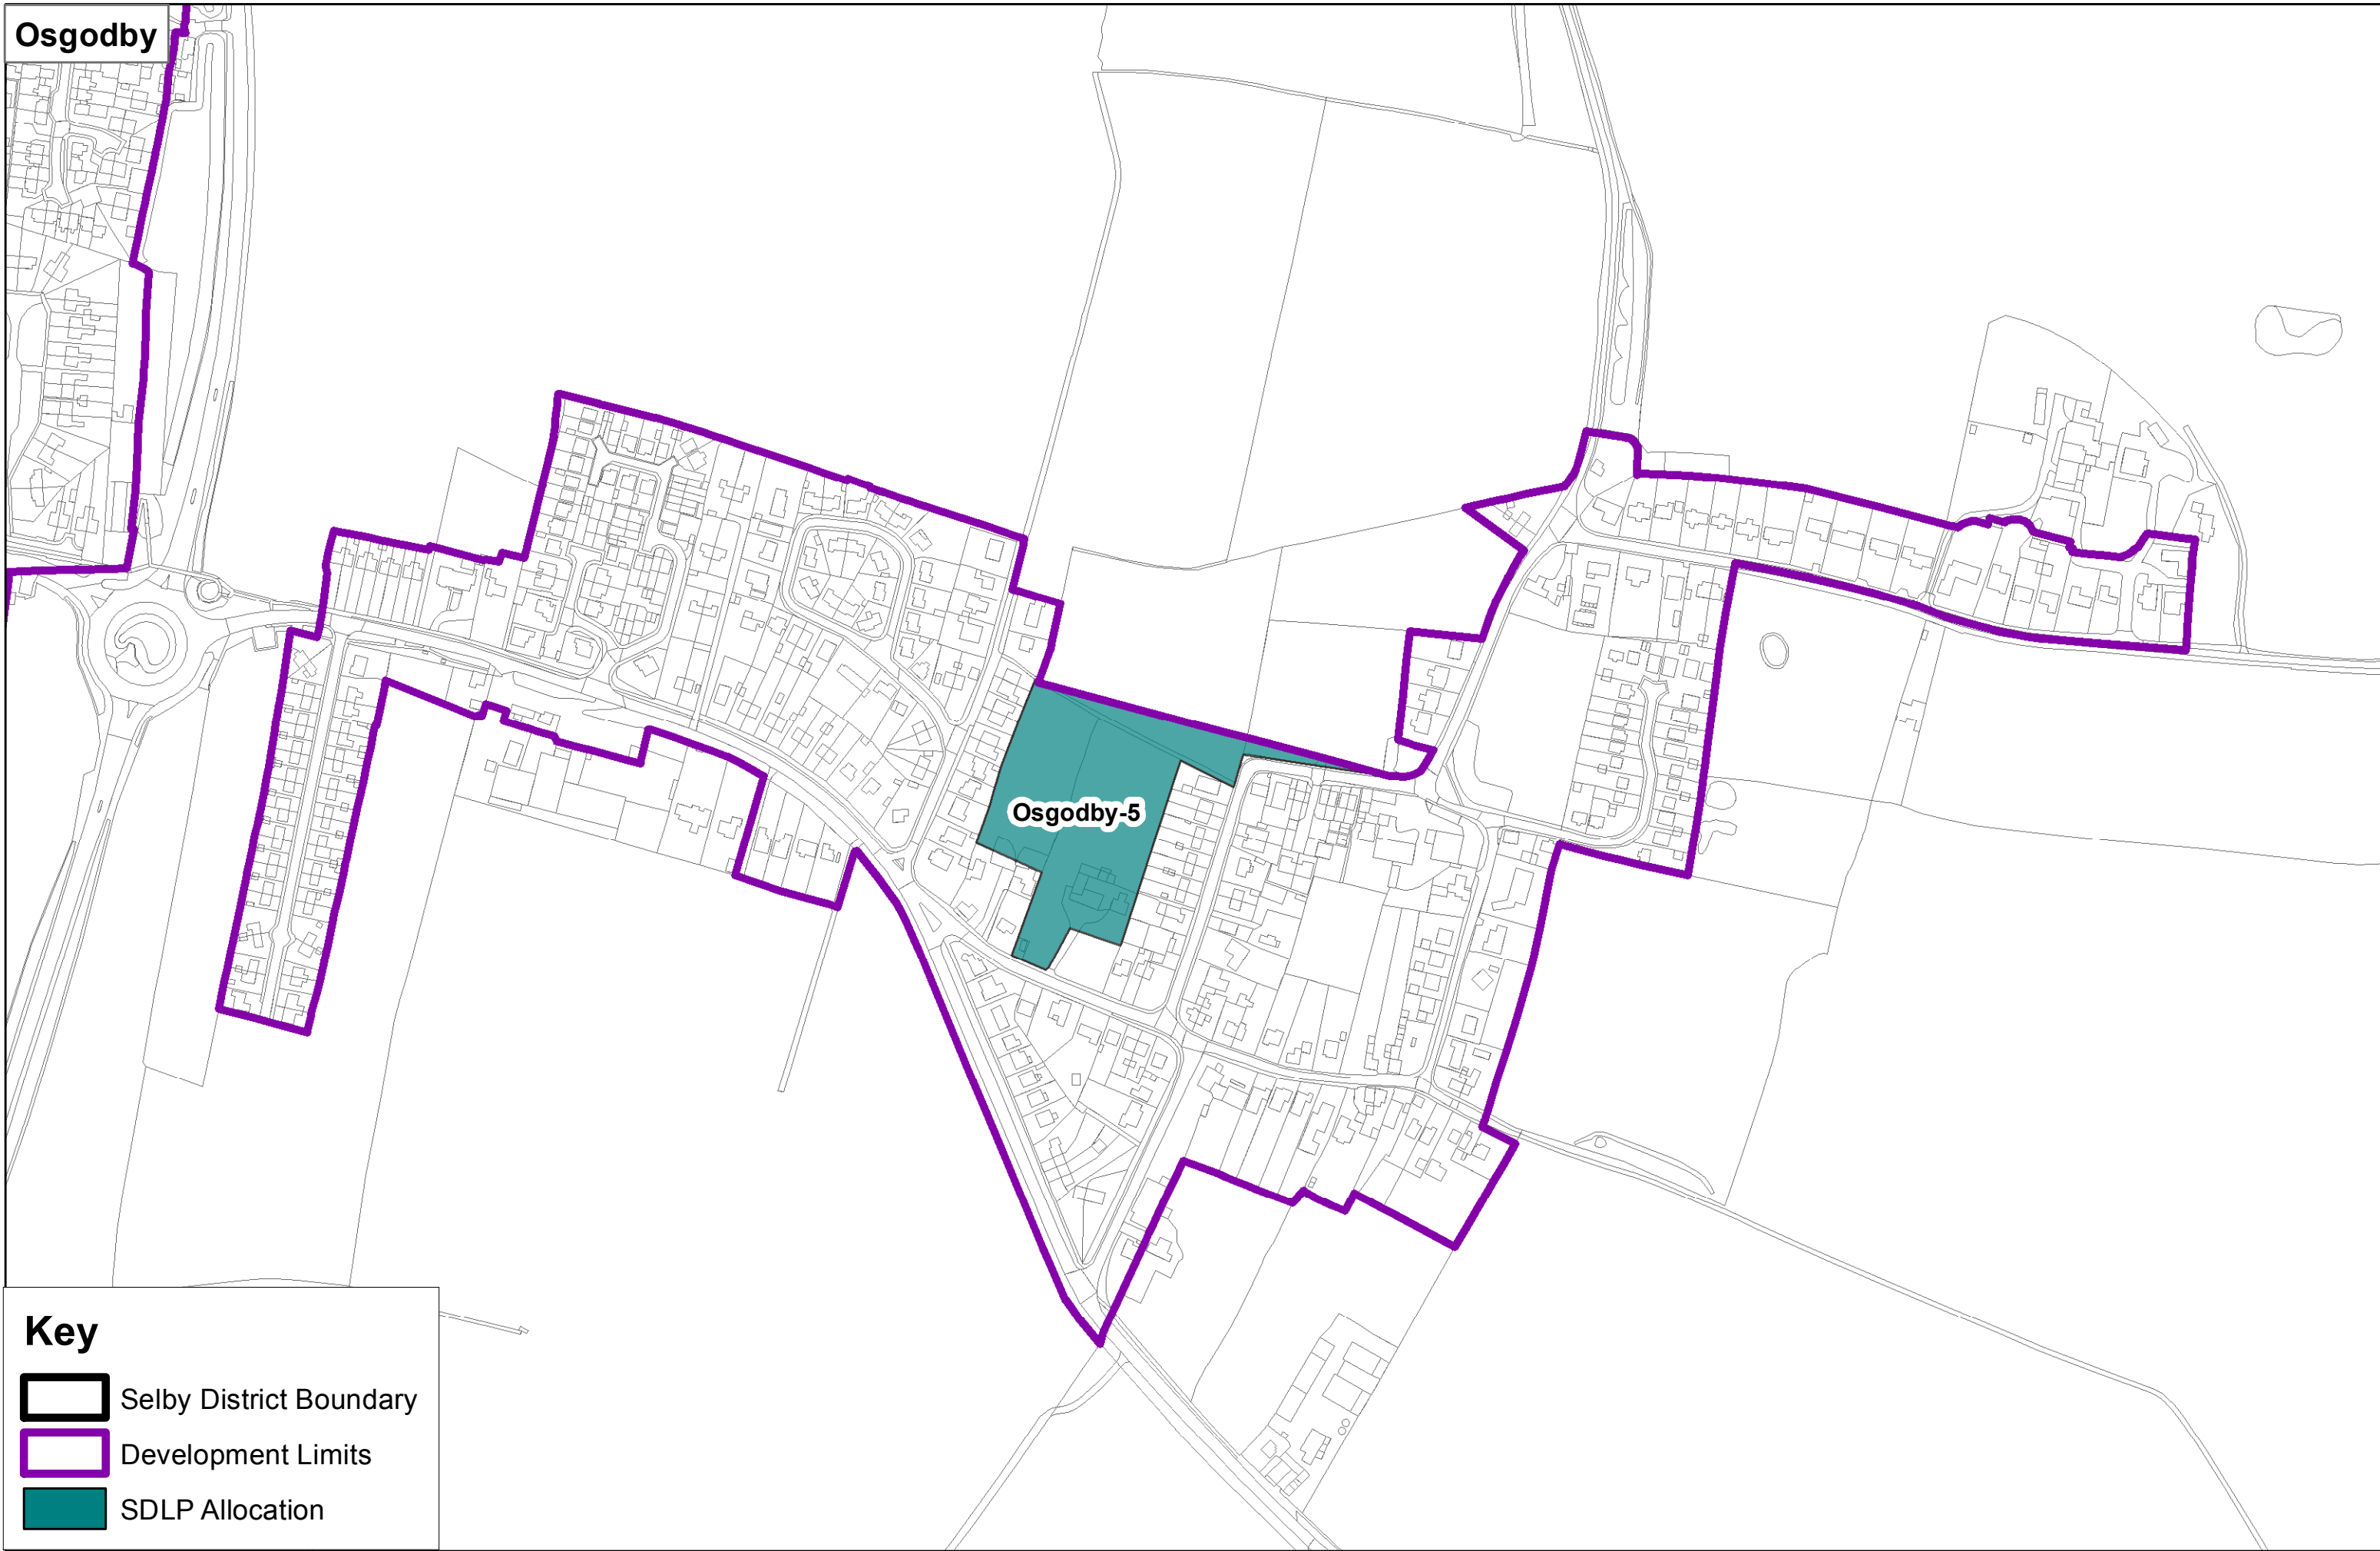 Osgodby
Osgodby-5
Key
Selby District Boundary
Development Limits
SDLP Allocation